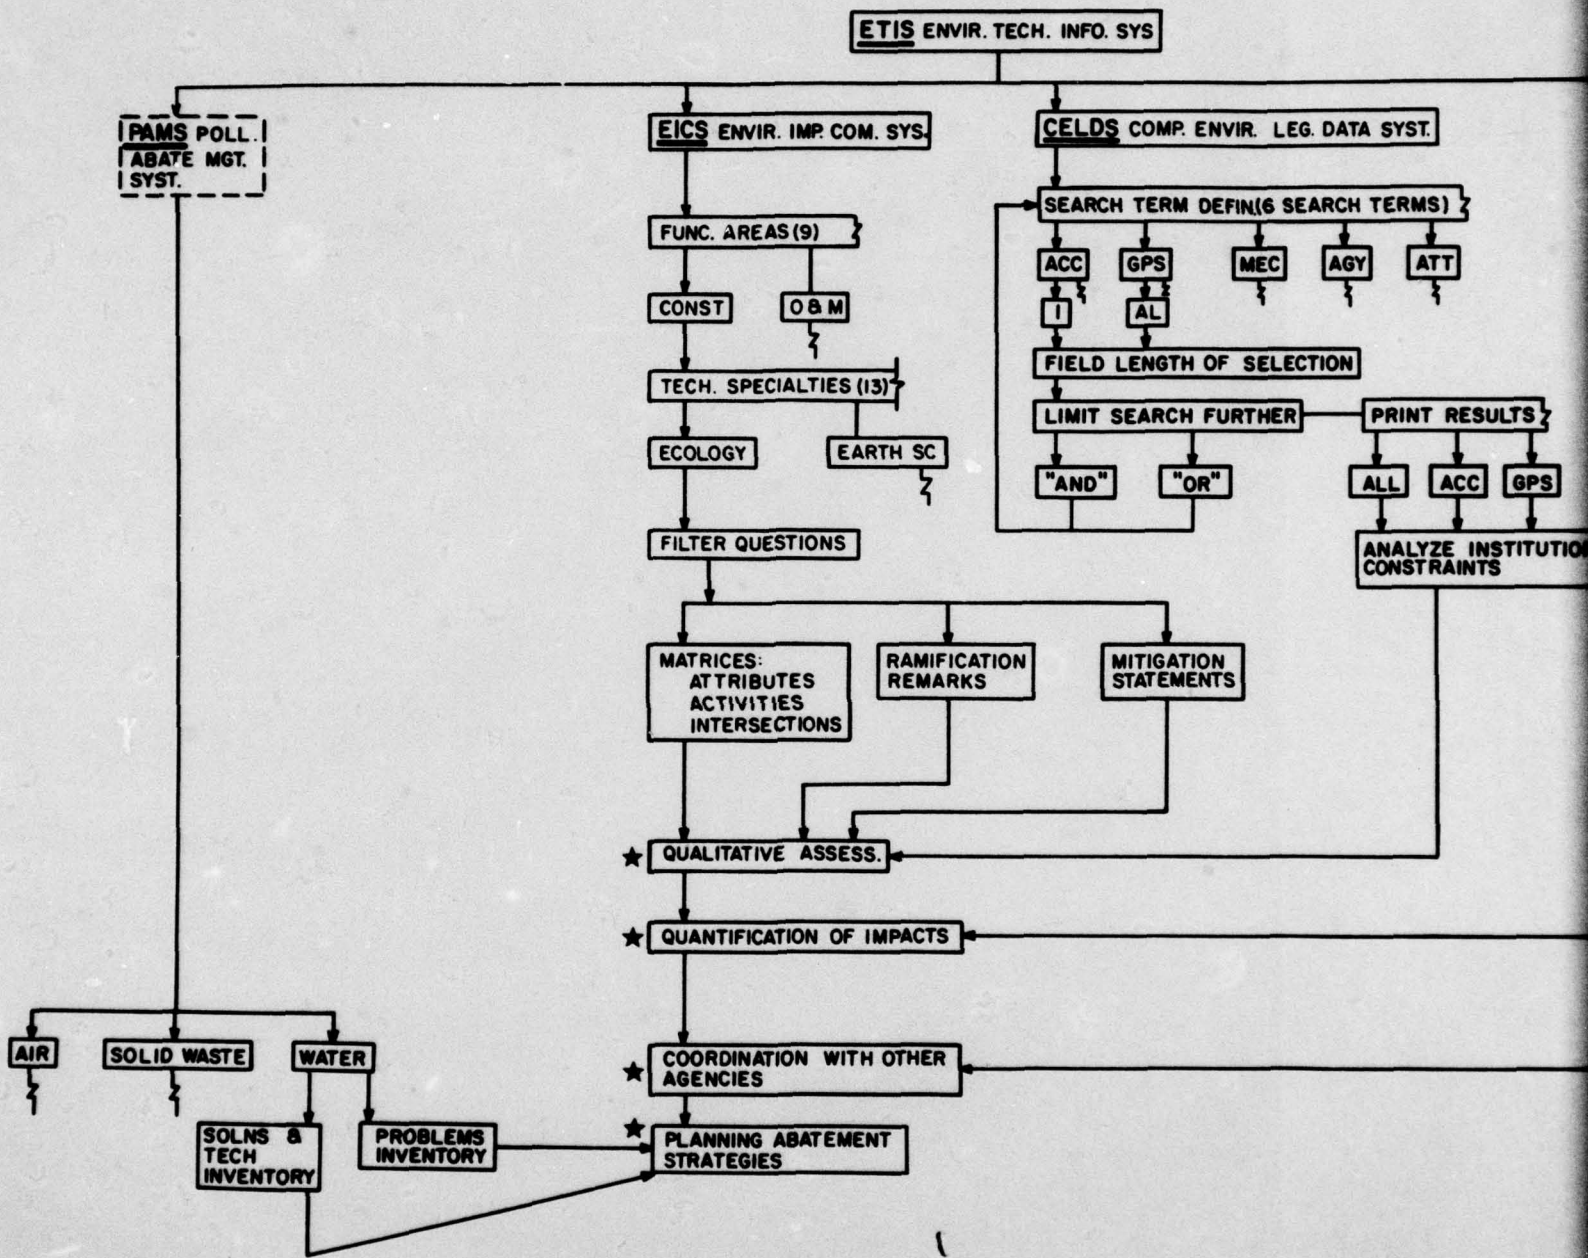 ETIS ENVIR. TECH. INFO. SYS
PAMS POLL.
ABATE MGT.
SYST.
EICS ENVIR. IMP. COM. SYS.
CELDS COMP. ENVIR. LEG. DATA SYST.
FUNC. AREAS (9)
CONST
O & M
TECH. SPECIALTIES (13)
ECOLOGY
EARTH SC
FILTER QUESTIONS
SEARCH TERM DEFIN.(6 SEARCH TERMS)
ACC
GPS
MEC
AGY
ATT
I
AL
FIELD LENGTH OF SELECTION
LIMIT SEARCH FURTHER
PRINT RESULTS
"AND"
"OR"
ALL
ACC
GPS
ANALYZE INSTITUTION
CONSTRAINTS
MATRICES:
ATTRIBUTES
ACTIVITIES
INTERSECTIONS
RAMIFICATION
REMARKS
MITIGATION
STATEMENTS
★ QUALITATIVE ASSESS.
★ QUANTIFICATION OF IMPACTS
★ COORDINATION WITH OTHER
AGENCIES
★ PLANNING ABATEMENT
STRATEGIES
AIR
SOLID WASTE
WATER
SOLNS &
TECH
INVENTORY
PROBLEMS
INVENTORY